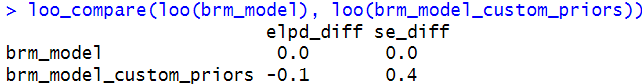 > loo_compare(loo(brm_model), loo(brm_model_custom_priors))
elpd_diff se_diff
brm_model 0.0 0.0
brm_model_custom_priors -0.1 0.4